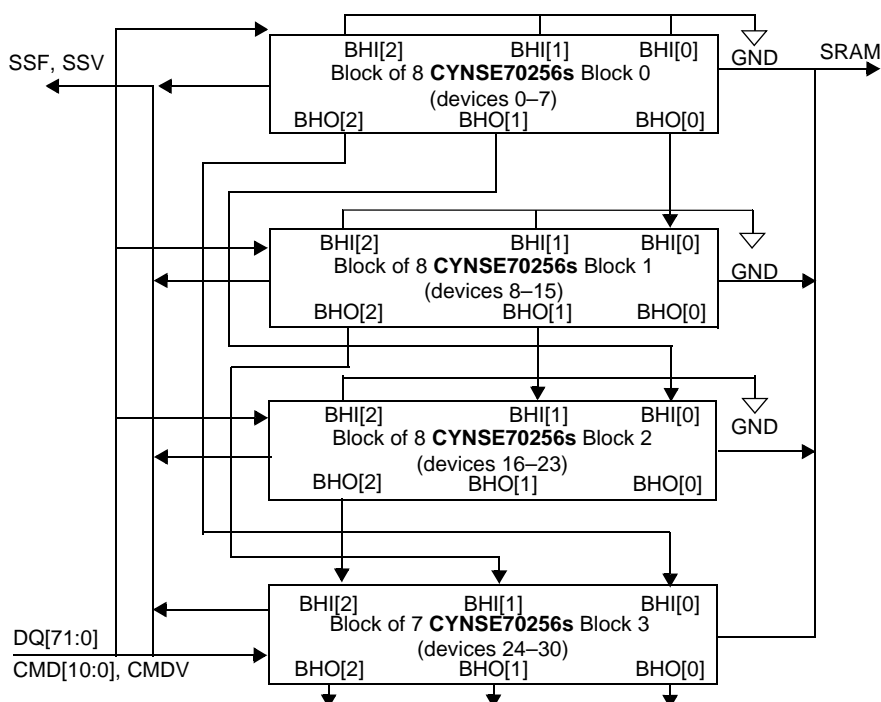 SSF, SSV
BHI[2] BHI[1] BHI[0]
GND
SRAM
Block of 8 CYNSE70256s Block 0
(devices 0–7)
BHO[2] BHO[1] BHO[0]
BHI[2] BHI[1] BHI[0]
Block of 8 CYNSE70256s Block 1
GND
(devices 8–15)
BHO[2] BHO[1] BHO[0]
BHI[2] BHI[1] BHI[0]
GND
Block of 8 CYNSE70256s Block 2
(devices 16–23)
BHO[2] BHO[1] BHO[0]
BHI[2] BHI[1] BHI[0]
Block of 7 CYNSE70256s Block 3
DQ[71:0]
(devices 24–30)
CMD[10:0], CMDV
BHO[2] BHO[1] BHO[0]